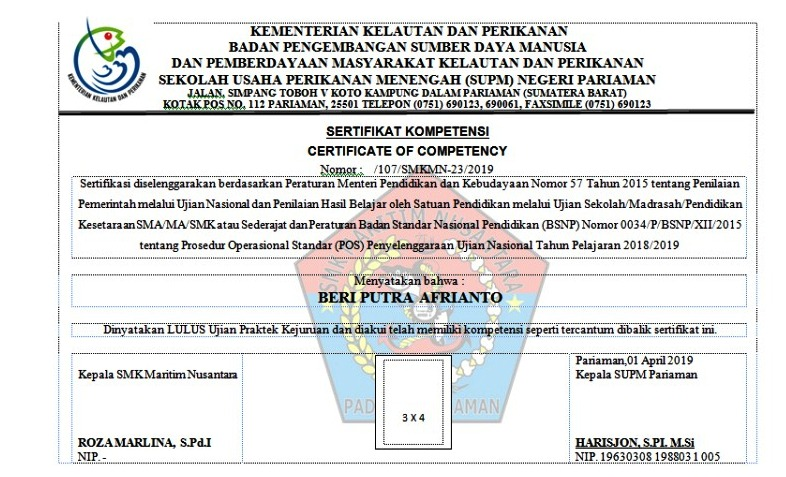 KEMENTERIAN KELAUTAN DAN PERIKANAN
BADAN PENGEMBANGAN SUMBER DAYA MANUSIA
DAN PEMBERDAYAAN MASYARAKAT KELAUTAN DAN PERIKANAN
SEKOLAH USAHA PERIKANAN MENENGAH (SUPM) NEGERI PARIAMAN
JALAN, SIMPANG TOBOH V KOTO KAMPUNG DALAM PARIAMAN (SUMATERA BARAT)
KOTAK POS NO. 112 PARIAMAN, 25501 TELEPON (0751) 690123, 690061, FAXSIMILE (0751) 690123
KEMENTERIAN KELAUTAN DAN PERIKANAN
SERTIFIKAT KOMPETENSI
CERTIFICATE OF COMPETENCY
Nomor : /107/SMKMN-23/2019
Sertifikasi diselenggarakan berdasarkan Peraturan Menteri Pendidikan dan Kebudayaan Nomor 57 Tahun 2015 tentang Penilaian
Pemerintah melalui Ujian Nasional dan Penilaian Hasil Belajar oleh Satuan Pendidikan melalui Ujian Sekolah/Madrasah/Pendidikan
Kesetaraan SMA/MA/SMK atau Sederajat dan Peraturan Badan Standar Nasional Pendidikan (BSNP) Nomor 0034/P/BSNP/XII/2015
tentang Prosedur Operasional Standar (POS) Penyelenggaraan Ujian Nasional Tahun Pelajaran 2018/2019
SMK MARITIM NUSANTARA
Menyatakan bahwa :
BERI PUTRA AFRIANTO
Dinyatakan LULUS Ujian Praktek Kejuruan dan diakui telah memiliki kompetensi seperti tercantum dibalik sertifikat ini.
Pariaman,01 April 2019
Kepala SMK Maritim Nusantara
Kepala SUPM Pariaman
3 X 4
ROZA MARLINA, S.Pd.I
NIP. -
HARISJON, S.PI. M.Si
NIP. 19630308 1988031 005